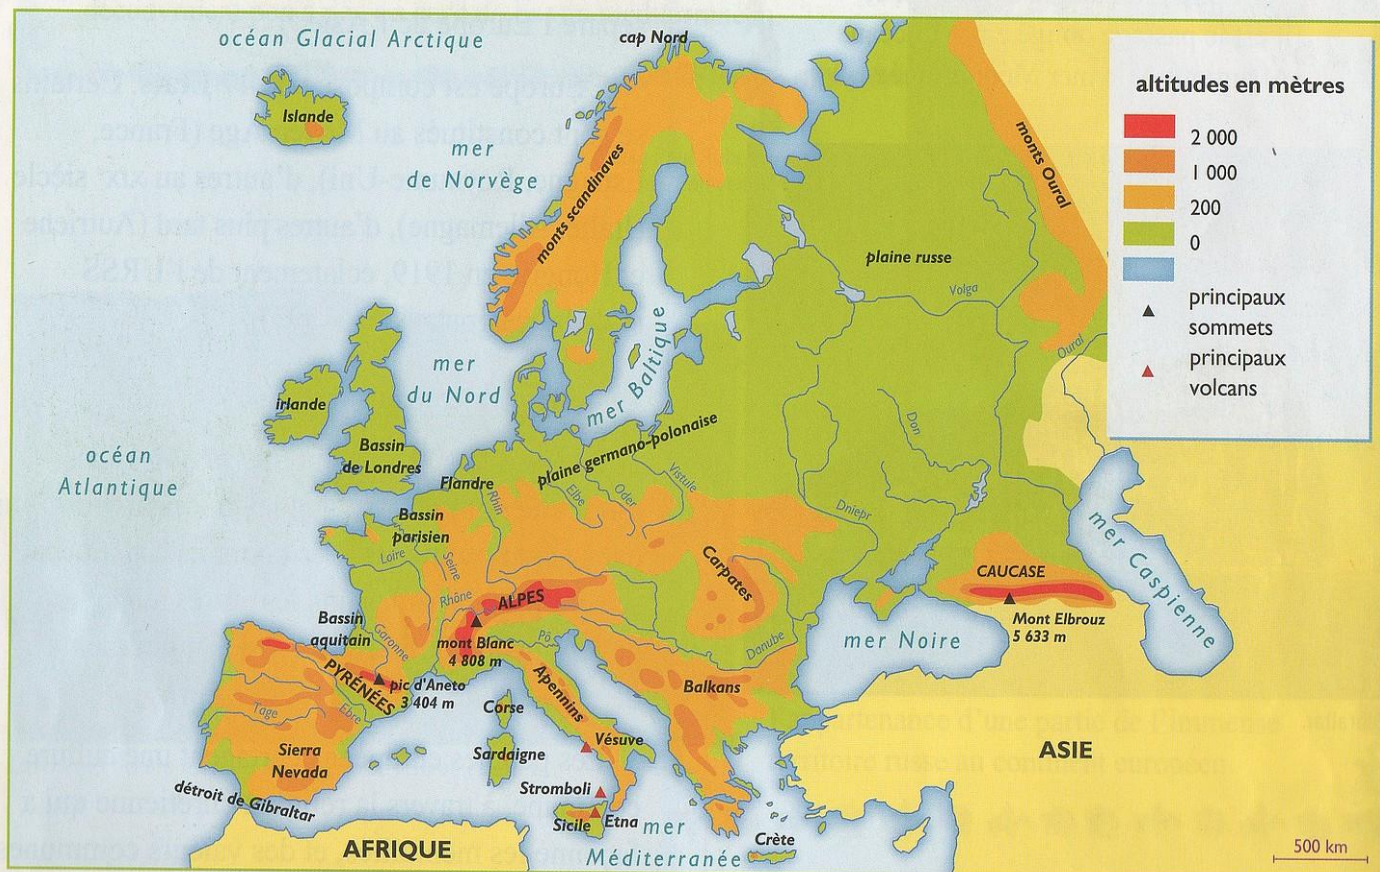 océan Glacial Arctique
cap Nord
Islande
mer
de Norvège
monts scandinaves
monts Oural
plaine russe
Volga
Oural
altitudes en mètres
2 000
1 000
200
0
principaux
sommets
principaux
volcans
mer
du Nord
mer Baltique
irlande
Bassin
de Londres
océan
Atlantique
Flandre
plaine germano-polonaise
Rhin
Elbe
Oder
Vistule
Don
Dniepr
Bassin
parisien
Loire
Seine
Rhône
ALPES
Carpates
CAUCASE
Mont Elbrouz
5 633 m
mer Caspienne
Bassin
aquitain
Garonne
mont Blanc
4 808 m
Pô
Danube
mer Noire
PYRÉNÉES
pic d'Aneto
3 404 m
Apennins
Balkans
Tage
Ebre
Corse
Sardaigne
Vésuve
Sierra
Nevada
Stromboli
ASIE
détroit de Gibraltar
Sicile
Etna
mer
Méditerranée
Crète
AFRIQUE
500 km